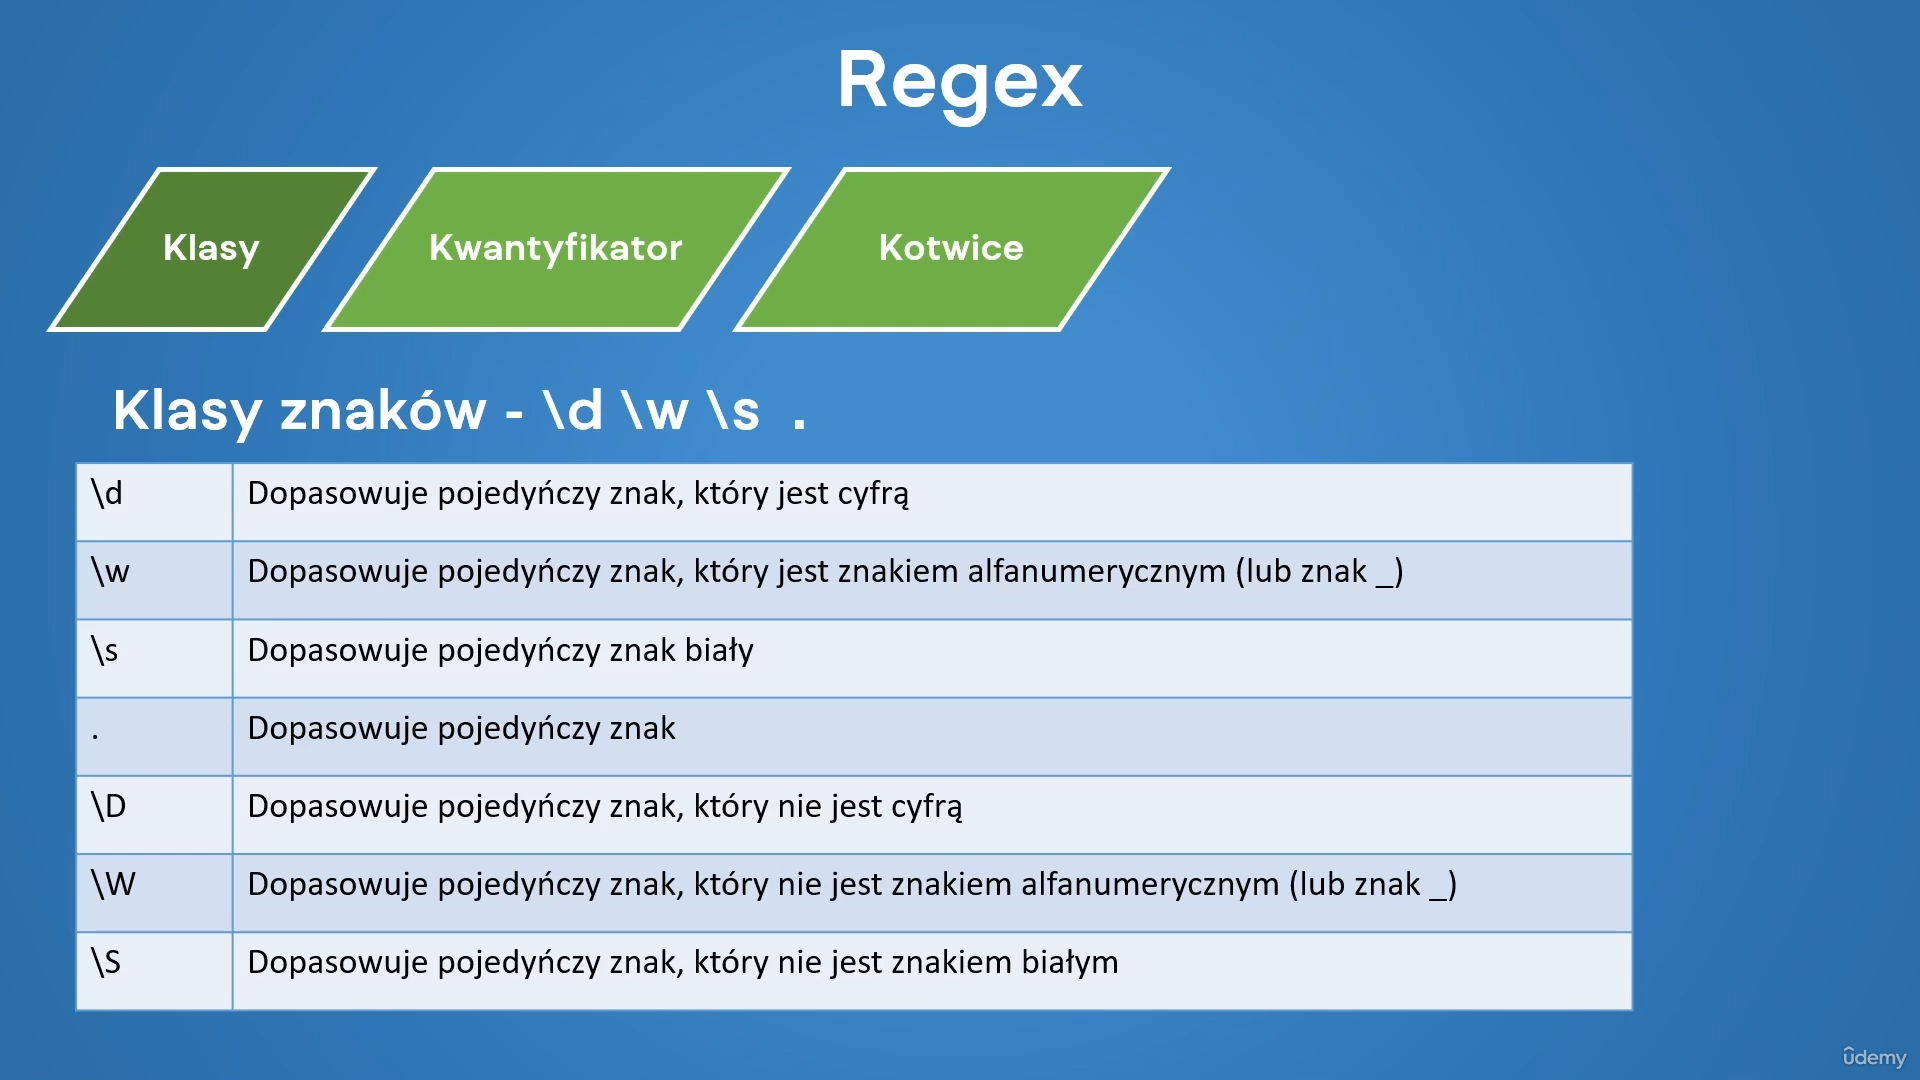 Regex
Klasy
Kwantyfikator
Kotwice
Klasy znaków - \d \w \s .
\d Dopasowuje pojedyńczy znak, który jest cyfrą
\w Dopasowuje pojedyńczy znak, który jest znakiem alfanumerycznym (lub znak _)
\s Dopasowuje pojedyńczy znak biały
. Dopasowuje pojedyńczy znak
\D Dopasowuje pojedyńczy znak, który nie jest cyfrą
\W Dopasowuje pojedyńczy znak, który nie jest znakiem alfanumerycznym (lub znak _)
\S Dopasowuje pojedyńczy znak, który nie jest znakiem białym
ûdemy